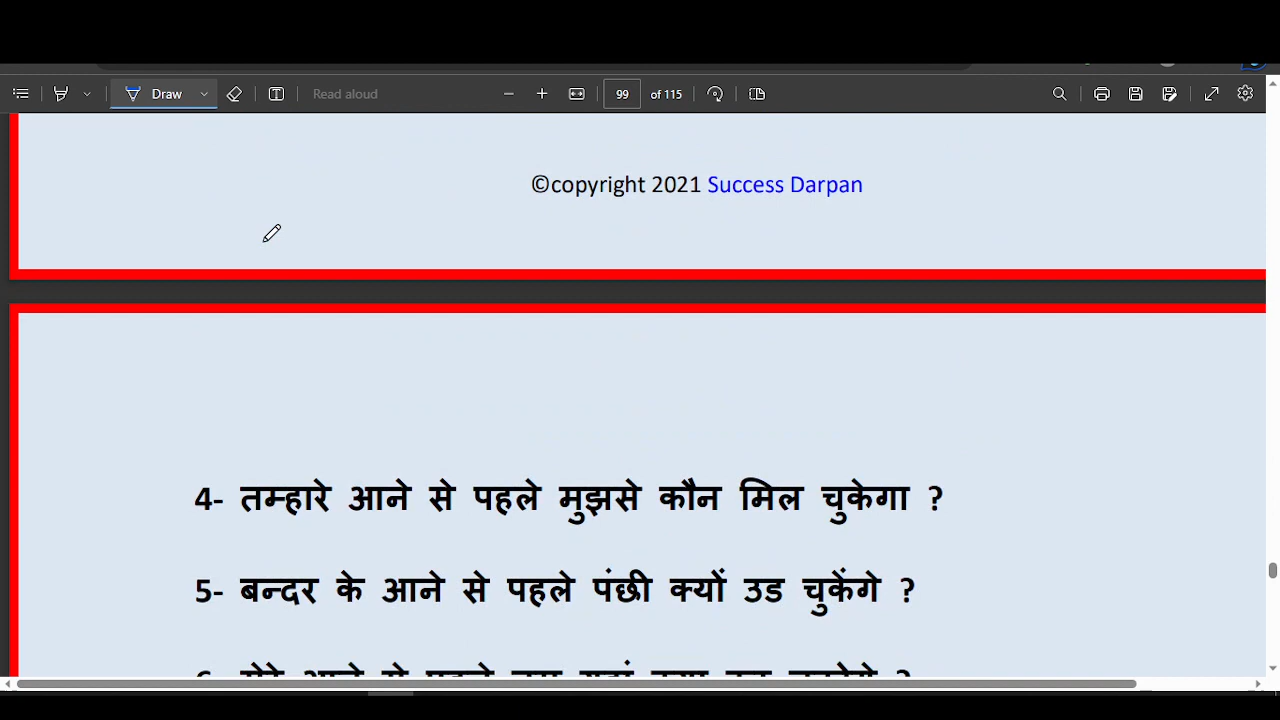 Draw
Read aloud
99 of 115
©copyright 2021 Success Darpan
4- तम्हारे आने से पहले मुझसे कौन मिल चुकेगा ?
5- बन्दर के आने से पहले पंछी क्यों उड चुकेंगे ?